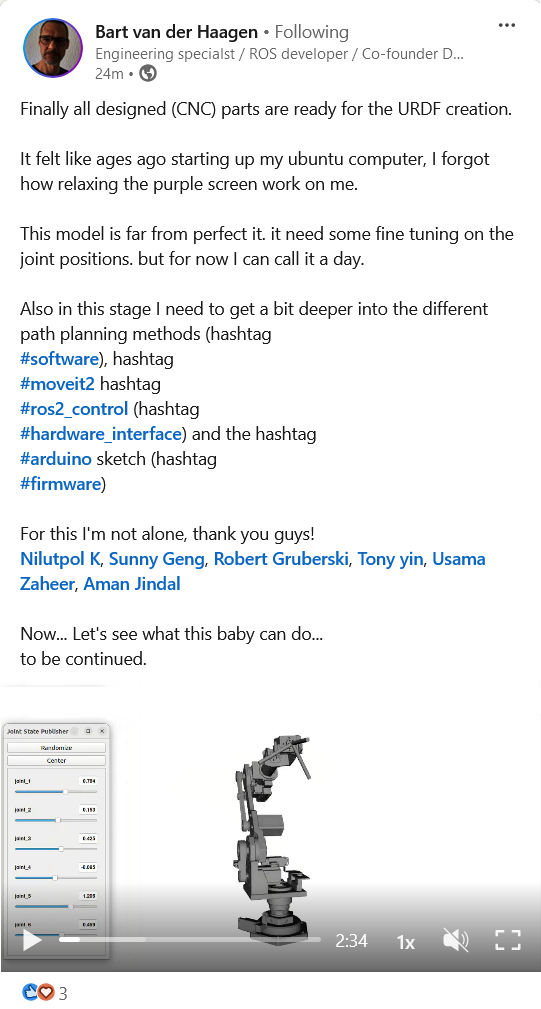 Bart van der Haagen • Following
Engineering specialst / ROS developer / Co-founder D...
24m •
Finally all designed (CNC) parts are ready for the URDF creation.
It felt like ages ago starting up my ubuntu computer, I forgot
how relaxing the purple screen work on me.
This model is far from perfect it. it need some fine tuning on the
joint positions. but for now I can call it a day.
Also in this stage I need to get a bit deeper into the different
path planning methods (hashtag
#software), hashtag
#moveit2 hashtag
#ros2_control (hashtag
#hardware_interface) and the hashtag
#arduino sketch (hashtag
#firmware)
For this I'm not alone, thank you guys!
Nilutpol K, Sunny Geng, Robert Gruberski, Tony yin, Usama
Zaheer, Aman Jindal
Now... Let's see what this baby can do...
to be continued.
Joint State Publisher
Randomize
Center
joint_1 0.784
joint_2 0.193
joint_3 0.425
joint_4
joint_5
joint_6
2:34 1x
3